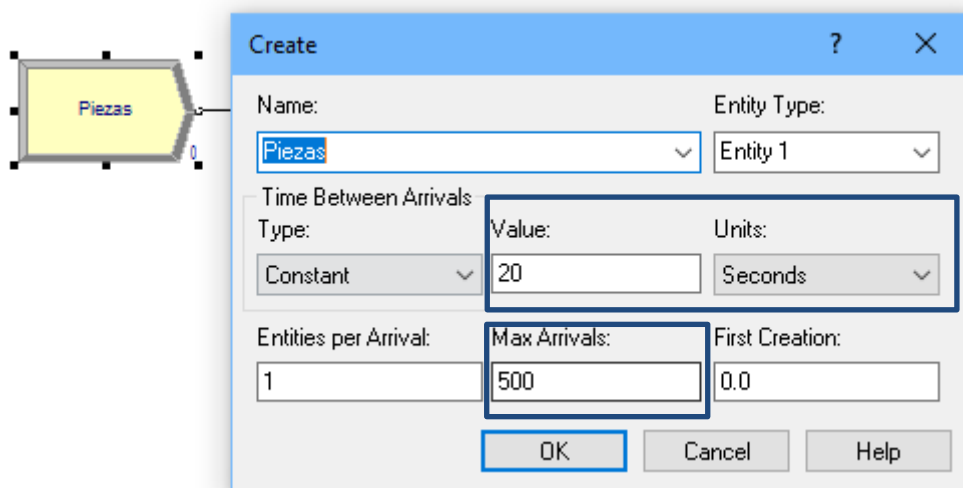 Piezas
0
Create ? X
Name: Entity Type:
Piezas Entity 1
Time Between Arrivals
Type: Value: Units:
Constant 20 Seconds
Entities per Arrival: Max Arrivals: First Creation:
1 500 0.0
OK Cancel Help